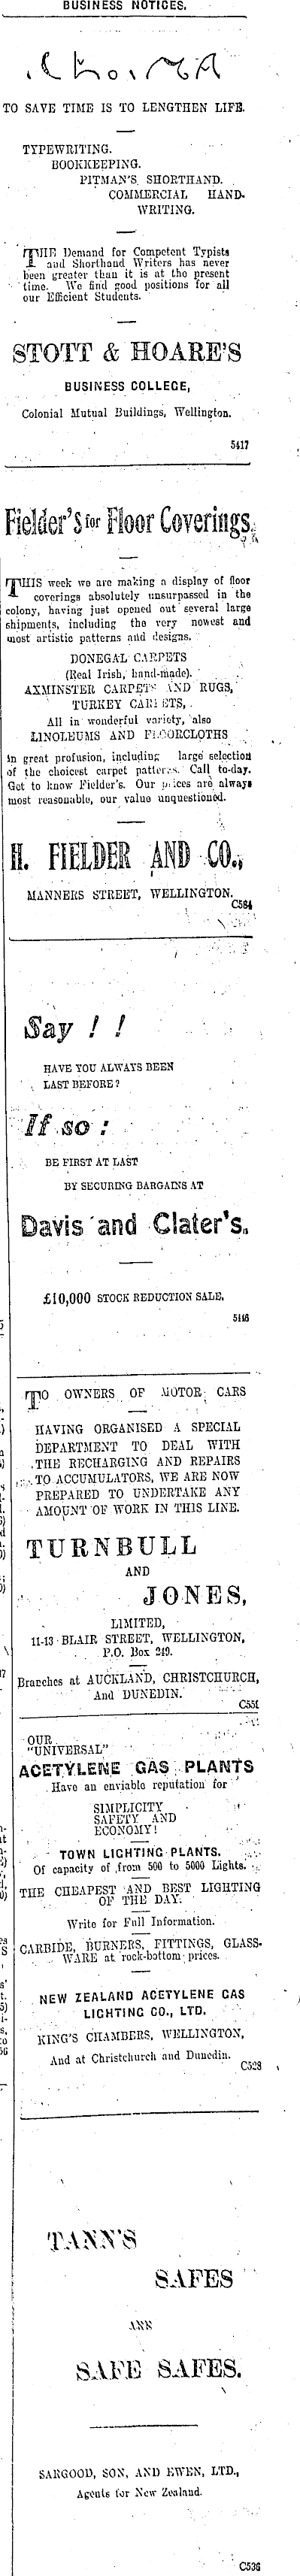 BUSINESS NOTICES.
TO SAVE TIME IS TO LENGTHEN LIFE.
TYPEWRITING.
BOOKKEEPING.
PITMAN'S SHORTHAND.
COMMERCIAL HAND-
WRITING.
THE Demand for Competent Typists
and Shorthand Writers has never
been greater than it is at the present
time. We find good positions for all
our Efficient Students.
STOTT & HOARE'S
BUSINESS COLLEGE,
Colonial Mutual Buildings, Wellington.
5417
Fielder's for Floor Coverings.
THIS week we are making a display of floor
coverings absolutely unsurpassed in the
colony, having just opened out several large
shipments, including the very newest and
most artistic patterns and designs.
DONEGAL CARPETS
(Real Irish, hand-made).
AXMINSTER CARPETS AND RUGS,
TURKEY CARPETS,
All in wonderful variety, also
LINOLEUMS AND FLOORCLOTHS
in great profusion, including large selection
of the choicest carpet patterns. Call to-day.
Get to know Fielder's. Our prices are always
most reasonable, our value unquestioned.
H. FIELDER AND CO.,
MANNERS STREET, WELLINGTON.
C584
Say ! !
HAVE YOU ALWAYS BEEN
LAST BEFORE?
If so :
BE FIRST AT LAST
BY SECURING BARGAINS AT
Davis and Clater's.
£10,000 STOCK REDUCTION SALE.
5446
TO OWNERS OF MOTOR CARS
HAVING ORGANISED A SPECIAL
DEPARTMENT TO DEAL WITH
THE RECHARGING AND REPAIRS
TO ACCUMULATORS, WE ARE NOW
PREPARED TO UNDERTAKE ANY
AMOUNT OF WORK IN THIS LINE.
TURNBULL
AND
JONES,
LIMITED,
11-13 BLAIR STREET, WELLINGTON,
P.O. Box 249.
Branches at AUCKLAND, CHRISTCHURCH,
And DUNEDIN.
C551
OUR
"UNIVERSAL"
ACETYLENE GAS PLANTS
Have an enviable reputation for
SIMPLICITY
SAFETY AND
ECONOMY!
TOWN LIGHTING PLANTS.
Of capacity of from 500 to 5000 Lights.
THE CHEAPEST AND BEST LIGHTING
OF THE DAY.
Write for Full Information.
CARBIDE, BURNERS, FITTINGS, GLASS-
WARE at rock-bottom prices.
NEW ZEALAND ACETYLENE GAS
LIGHTING CO., LTD.
KING'S CHAMBERS, WELLINGTON,
And at Christchurch and Dunedin.
C528
TANN'S
SAFES
ARE
SAFE SAFES.
SARGOOD, SON, AND EWEN, LTD.,
Agents for New Zealand.
C536